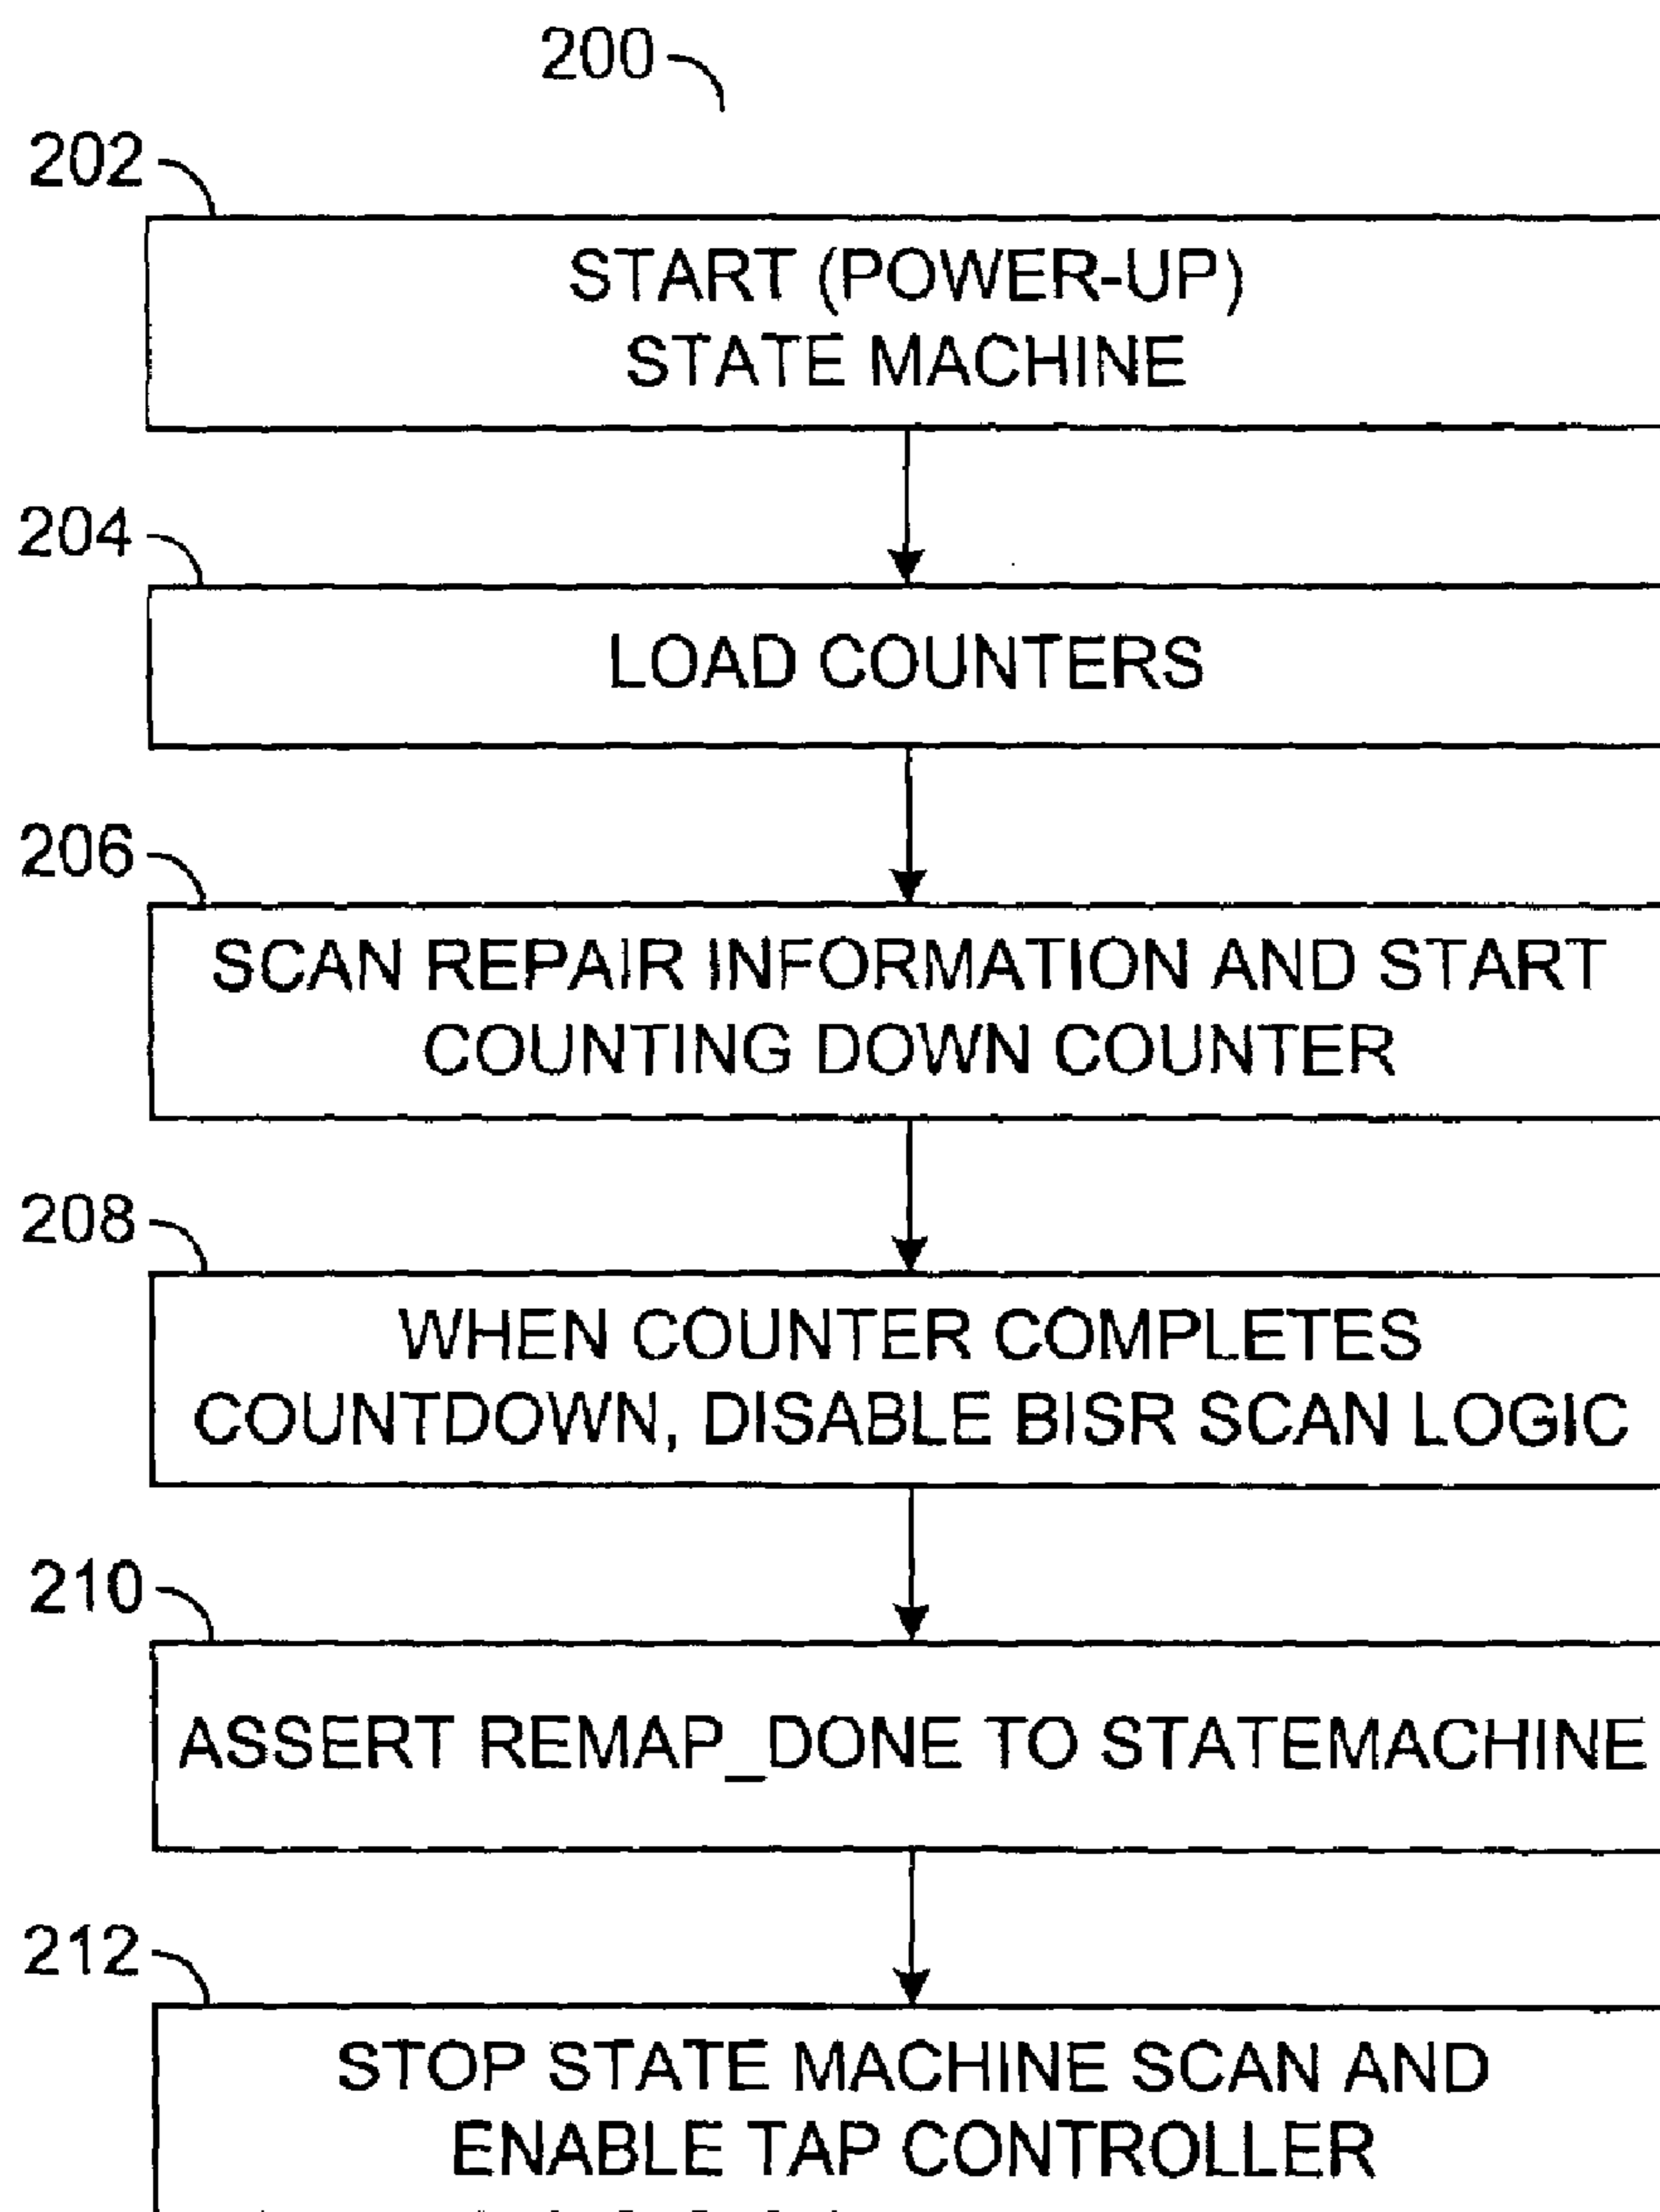 200
202
START (POWER-UP)
STATE MACHINE
204
LOAD COUNTERS
206
SCAN REPAIR INFORMATION AND START
COUNTING DOWN COUNTER
208
WHEN COUNTER COMPLETES
COUNTDOWN, DISABLE BISR SCAN LOGIC
210
ASSERT REMAP_DONE TO STATEMACHINE
212
STOP STATE MACHINE SCAN AND
ENABLE TAP CONTROLLER